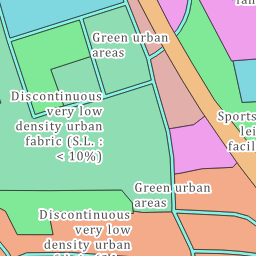 Green urban
areas
Discontinuous
very low
density urban
fabric (S.L. :
< 10%)
Sports
facil
Green urban
areas
Discontinuous
very low
density urban